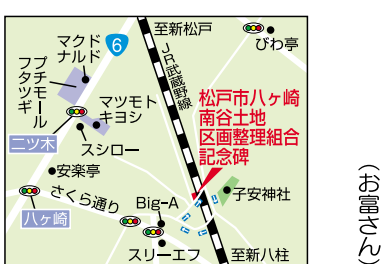 至新松戸
びわ亭
マクド
ナルド
6
プチモール
フタツギ
JR武蔵野線
マツモト
キヨシ
松戸市八ヶ崎
南谷土地
区画整理組合
記念碑
二ツ木
スシロー
安楽亭
さくら通り
八ヶ崎
Big-A
子安神社
スリーエフ
至新八柱
（お富さん）